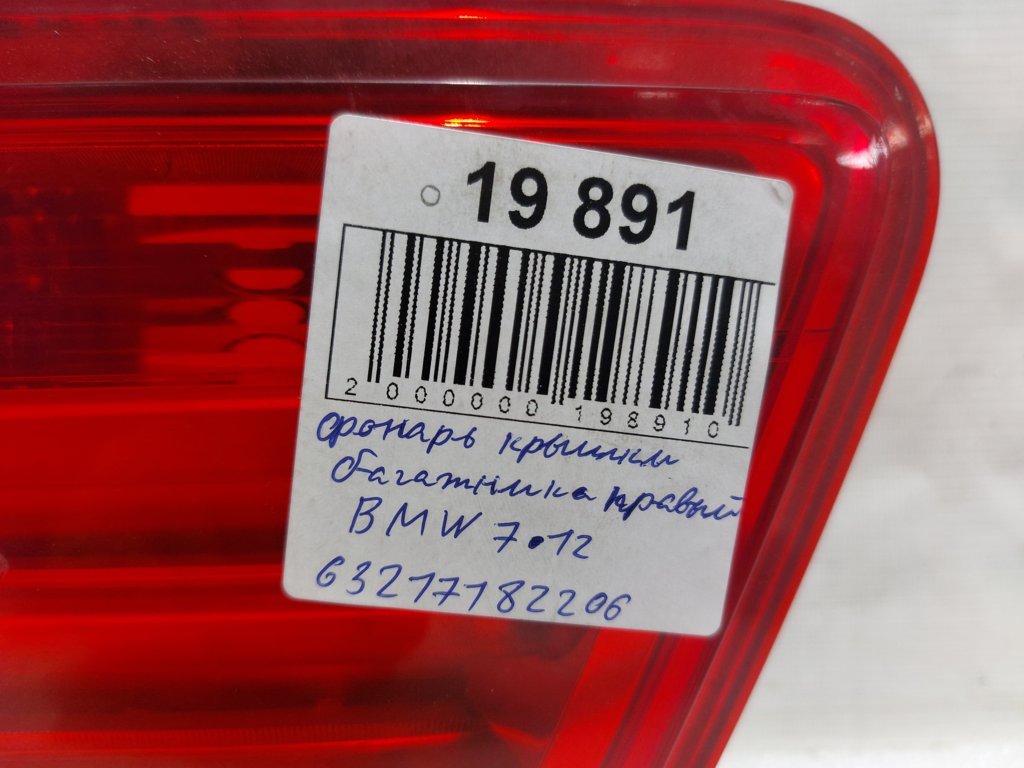 19 891
2 000000 198910
фонарь крышки
багажника правый
BMW 7.12
63217182206